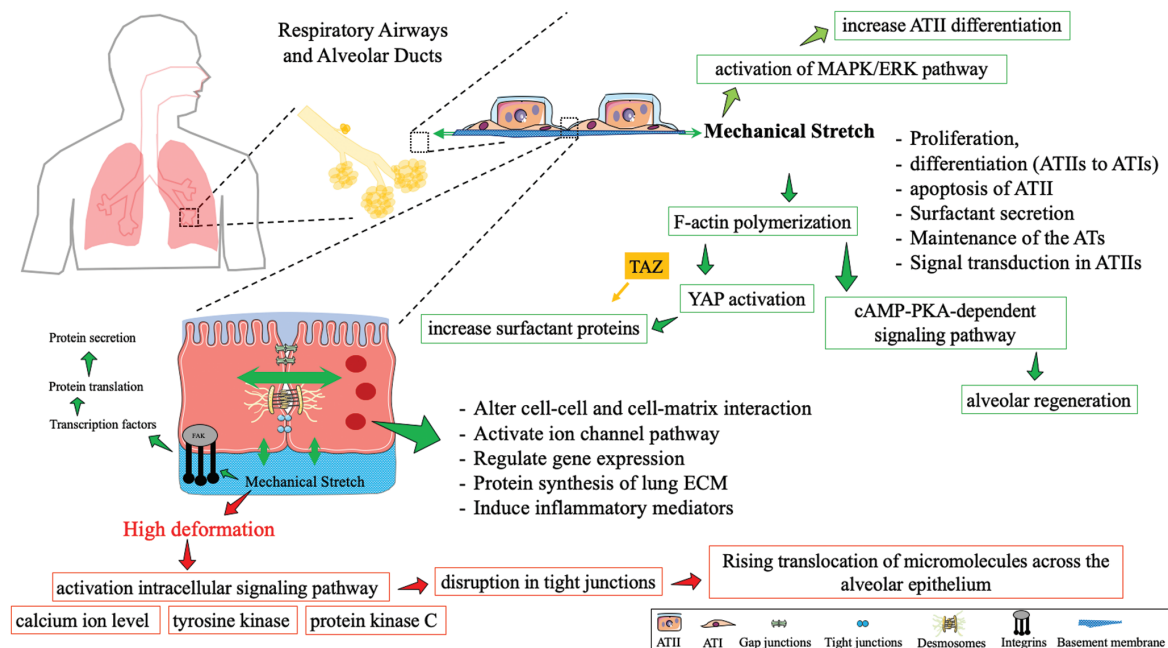 Respiratory Airways
and Alveolar Ducts
increase ATII differentiation
activation of MAPK/ERK pathway
Mechanical Stretch
- Proliferation,
- differentiation (ATIIs to ATIs)
- apoptosis of ATII
- Surfactant secretion
- Maintenance of the ATs
- Signal transduction in ATIIs
F-actin polymerization
TAZ
YAP activation
increase surfactant proteins
cAMP-PKA-dependent
signaling pathway
alveolar regeneration
Protein secretion
Protein translation
Transcription factors
FAK
Mechanical Stretch
- Alter cell-cell and cell-matrix interaction
- Activate ion channel pathway
- Regulate gene expression
- Protein synthesis of lung ECM
- Induce inflammatory mediators
High deformation
activation intracellular signaling pathway
calcium ion level
tyrosine kinase
protein kinase C
disruption in tight junctions
Rising translocation of micromolecules across the
alveolar epithelium
ATII
ATI
Gap junctions
Tight junctions
Desmosomes
Integrins
Basement membrane